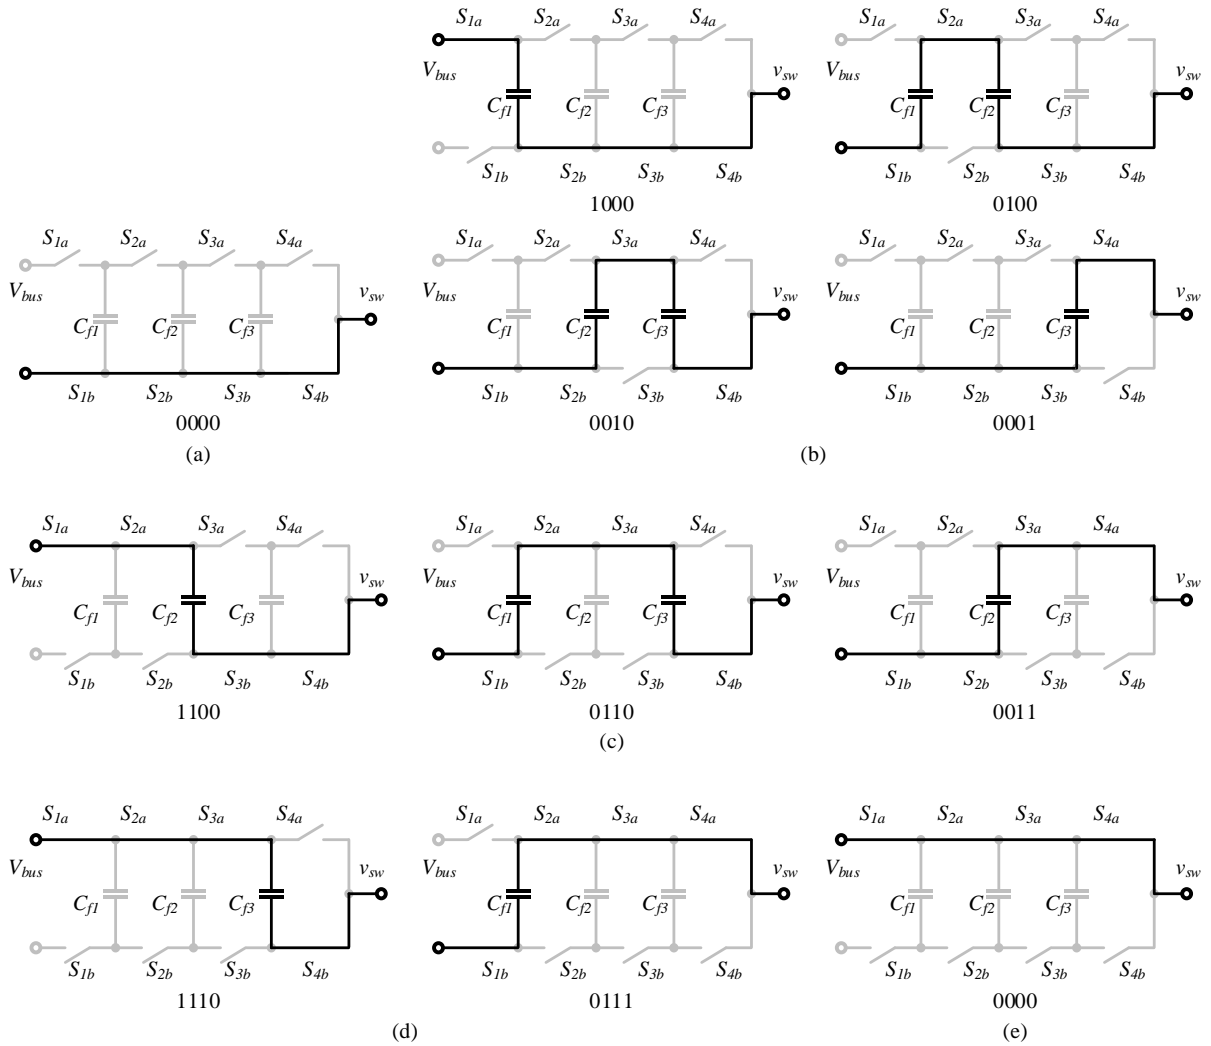 S1a S2a S3a S4a
Vbus Cf1 Cf2 Cf3 vsw
S1b S2b S3b S4b
1000
S1a S2a S3a S4a
Vbus Cf1 Cf2 Cf3 vsw
S1b S2b S3b S4b
0100
S1a S2a S3a S4a
Vbus Cf1 Cf2 Cf3 vsw
S1b S2b S3b S4b
0000
(a)
S1a S2a S3a S4a
Vbus Cf1 Cf2 Cf3 vsw
S1b S2b S3b S4b
0010
S1a S2a S3a S4a
Vbus Cf1 Cf2 Cf3 vsw
S1b S2b S3b S4b
0001
(b)
S1a S2a S3a S4a
Vbus Cf1 Cf2 Cf3 vsw
S1b S2b S3b S4b
1100
S1a S2a S3a S4a
Vbus Cf1 Cf2 Cf3 vsw
S1b S2b S3b S4b
0110
(c)
S1a S2a S3a S4a
Vbus Cf1 Cf2 Cf3 vsw
S1b S2b S3b S4b
0011
S1a S2a S3a S4a
Vbus Cf1 Cf2 Cf3 vsw
S1b S2b S3b S4b
1110
S1a S2a S3a S4a
Vbus Cf1 Cf2 Cf3 vsw
S1b S2b S3b S4b
0111
(d)
S1a S2a S3a S4a
Vbus Cf1 Cf2 Cf3 vsw
S1b S2b S3b S4b
0000
(e)